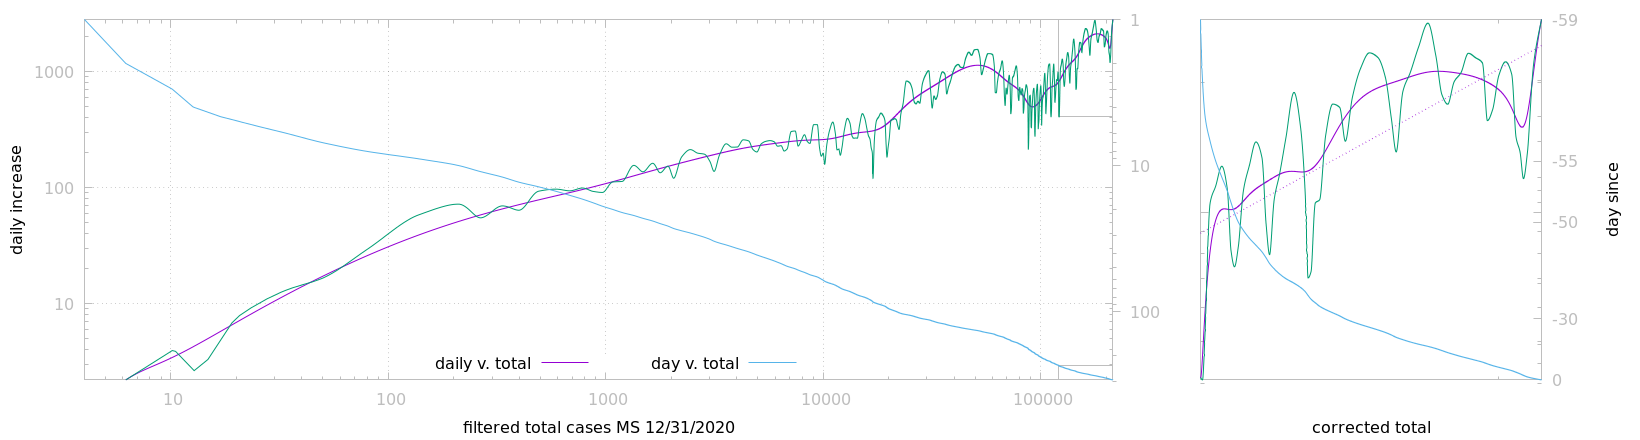 1
-59
1000
10
-55
100
-50
daily increase
day since
10
100
-30
daily v. total
day v. total
0
10
100
1000
10000
100000
filtered total cases MS 12/31/2020
corrected total